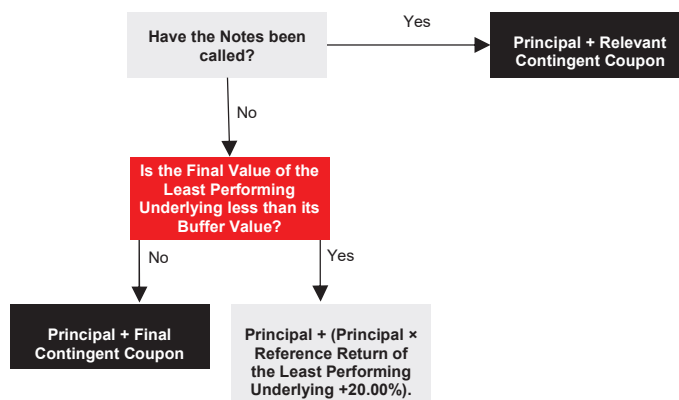 Have the Notes been
called?
Yes
Principal + Relevant
Contingent Coupon
No
Is the Final Value of the
Least Performing
Underlying less than its
Buffer Value?
No
Yes
Principal + Final
Contingent Coupon
Principal + (Principal ×
Reference Return of
the Least Performing
Underlying +20.00%).